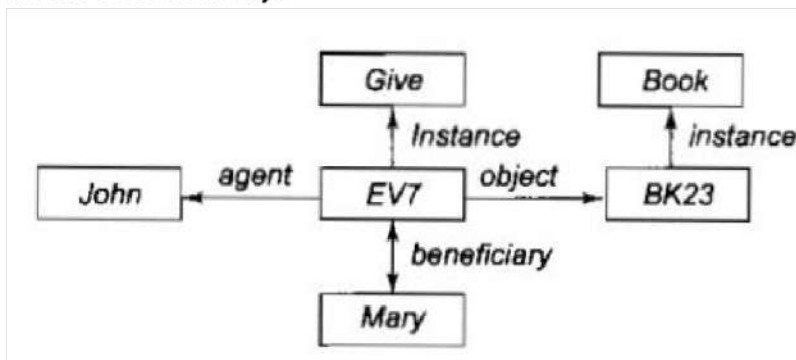 Give
Book
Instance
instance
John
agent
EV7
object
BK23
beneficiary
Mary